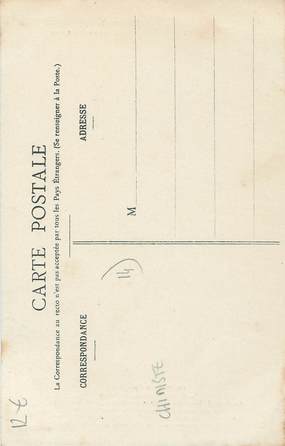 CARTE POSTALE
La Correspondance au recto n'est pas acceptée par tous les Pays Étrangers. (Se renseigner à la Poste.)
CORRESPONDANCE
ADRESSE
M
14
CHIMISTE
12 €